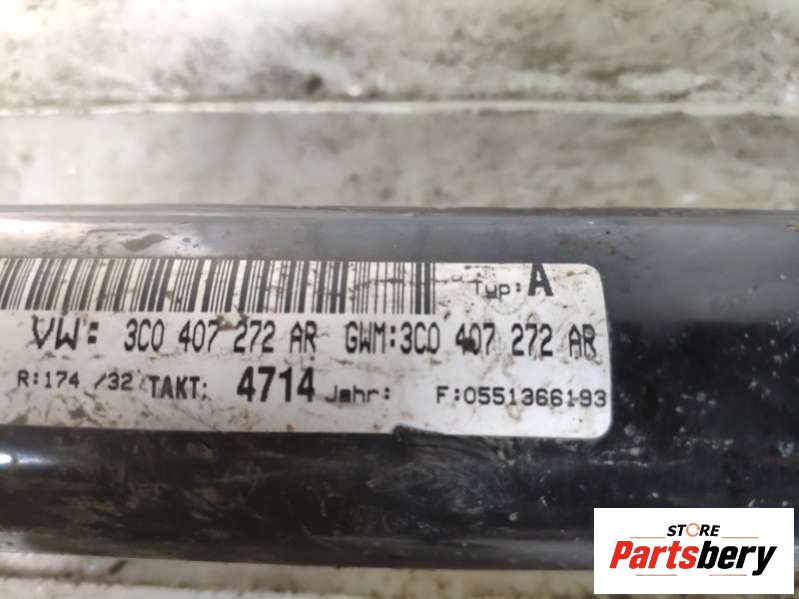 Typ: A
VW: 3C0 407 272 AR GWM:3C0 407 272 AR
R:174 /32 TAKT: 4714 Jahr: F:0551366193
STORE
Partsbery